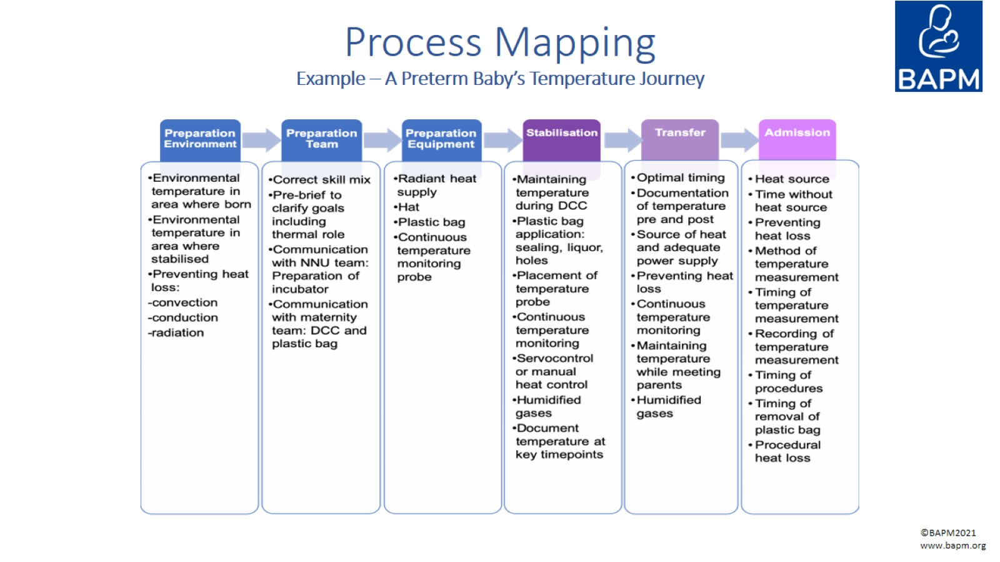 Process Mapping
Example – A Preterm Baby's Temperature Journey
BAPM
Preparation
Environment
•Environmental
temperature in
area where born
•Environmental
temperature in
area where
stabilised
•Preventing heat
loss:
-convection
-conduction
-radiation
Preparation
Team
•Correct skill mix
•Pre-brief to
clarify goals
including
thermal role
•Communication
with NNU team:
Preparation of
incubator
•Communication
with maternity
team: DCC and
plastic bag
Preparation
Equipment
•Radiant heat
supply
•Hat
•Plastic bag
•Continuous
temperature
monitoring
probe
Stabilisation
•Maintaining
temperature
during DCC
•Plastic bag
application:
sealing, liquor,
holes
•Placement of
temperature
probe
•Continuous
temperature
monitoring
•Servocontrol
or manual
heat control
•Humidified
gases
•Document
temperature at
key timepoints
Transfer
•Optimal timing
•Documentation
of temperature
pre and post
•Source of heat
and adequate
power supply
•Preventing heat
loss
•Continuous
temperature
monitoring
•Maintaining
temperature
while meeting
parents
•Humidified
gases
Admission
•Heat source
•Time without
heat source
•Preventing
heat loss
•Method of
temperature
measurement
•Timing of
temperature
measurement
•Recording of
temperature
measurement
•Timing of
procedures
•Timing of
removal of
plastic bag
•Procedural
heat loss
©BAPM2021
www.bapm.org